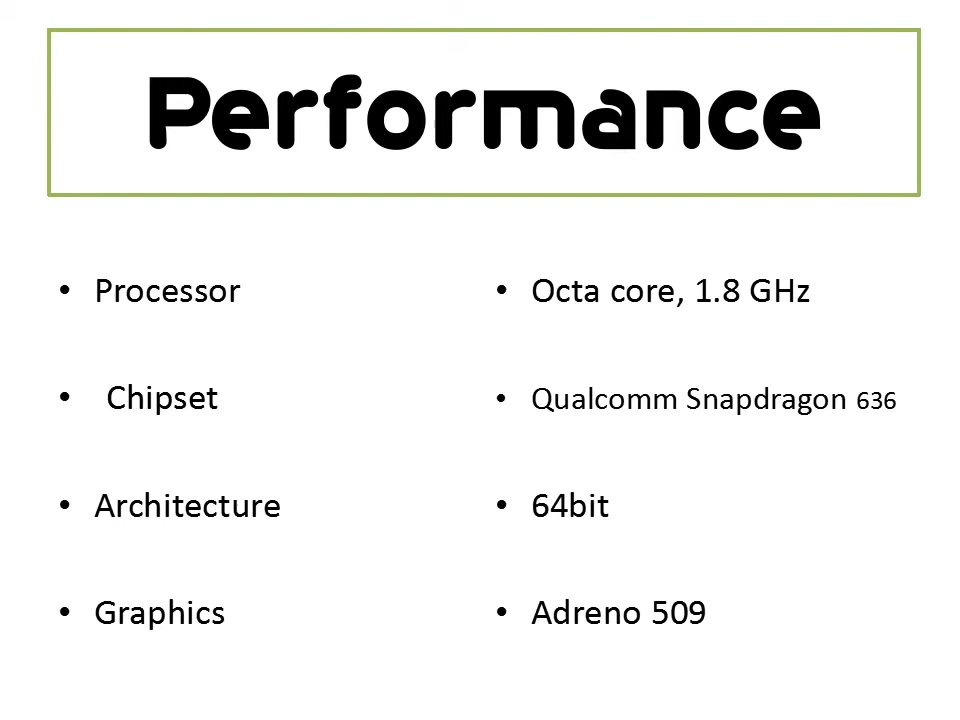 Performance
• Processor
• Octa core, 1.8 GHz
• Chipset
• Qualcomm Snapdragon 636
• Architecture
• 64bit
• Graphics
• Adreno 509